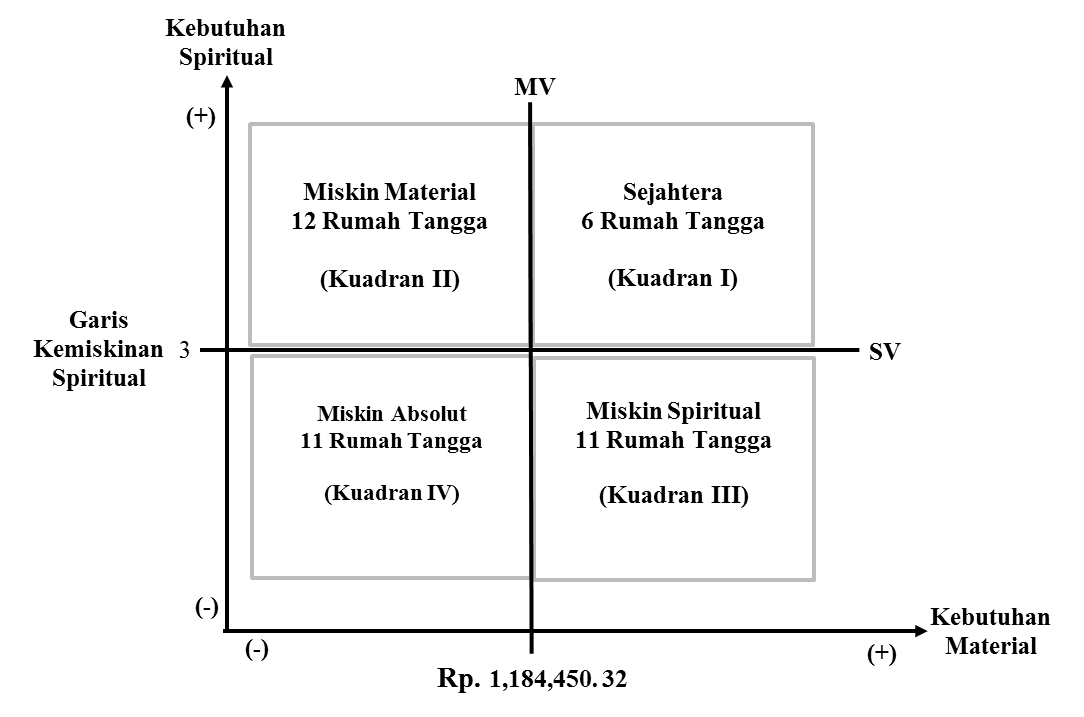 Kebutuhan
Spiritual
MV
(+)
Miskin Material
12 Rumah Tangga
(Kuadran II)
Sejahtera
6 Rumah Tangga
(Kuadran I)
Garis
Kemiskinan
Spiritual
3
SV
Miskin Absolut
11 Rumah Tangga
(Kuadran IV)
Miskin Spiritual
11 Rumah Tangga
(Kuadran III)
(-)
(-)
(+)
Kebutuhan
Material
Rp. 1,184,450.32